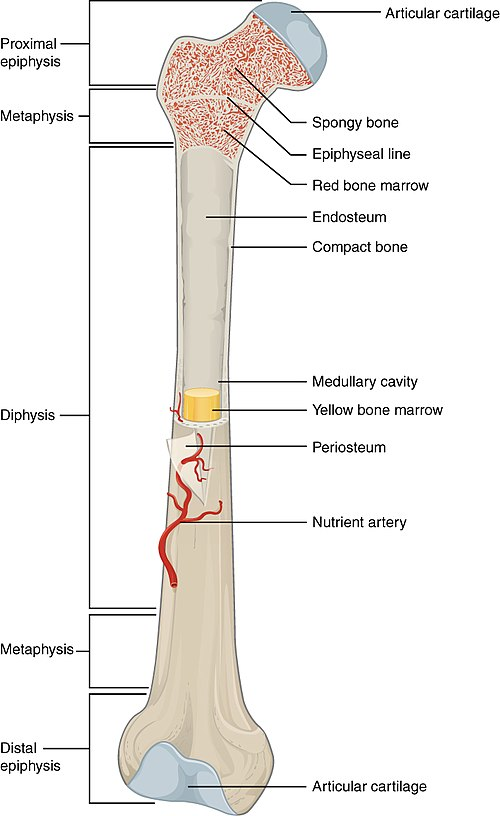 Articular cartilage
Proximal
epiphysis
Metaphysis
Spongy bone
Epiphyseal line
Red bone marrow
Endosteum
Compact bone
Medullary cavity
Yellow bone marrow
Diphysis
Periosteum
Nutrient artery
Metaphysis
Distal
epiphysis
Articular cartilage